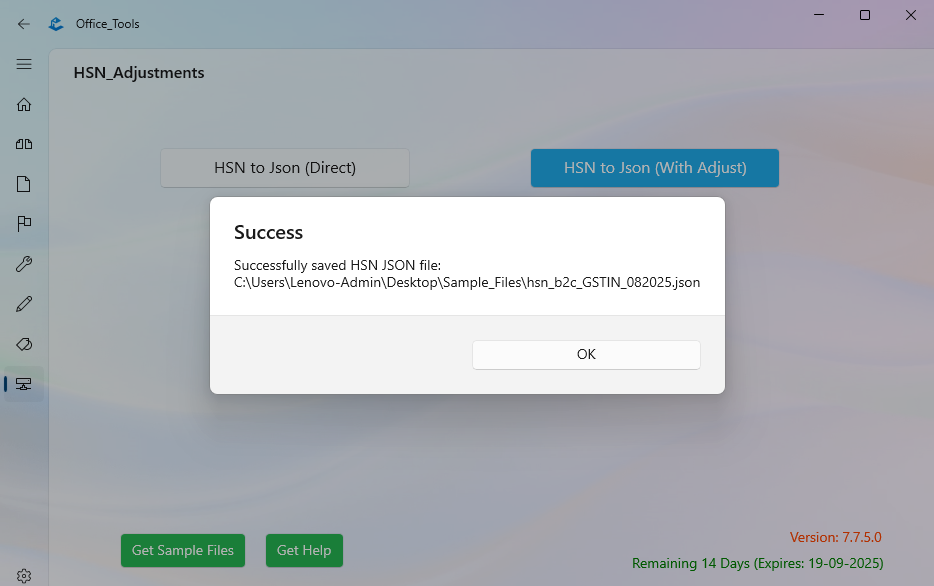 Office_Tools
HSN_Adjustments
HSN to Json (Direct)
HSN to Json (With Adjust)
Success
Successfully saved HSN JSON file:
C:\Users\Lenovo-Admin\Desktop\Sample_Files\hsn_b2c_GSTIN_082025.json
OK
Get Sample Files
Get Help
Version: 7.7.5.0
Remaining 14 Days (Expires: 19-09-2025)